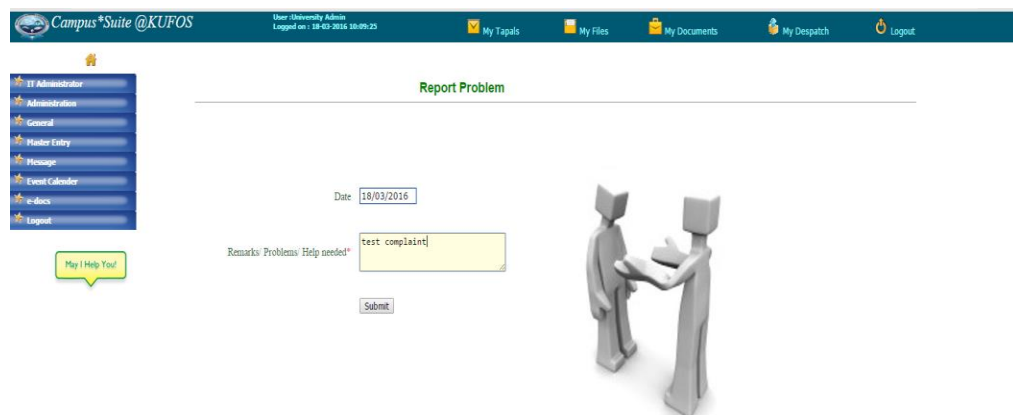 Campus*Suite @KUFOS
User :University Admin
Logged on : 18-03-2016 10:09:25
My Tapals
My Files
My Documents
My Despatch
Logout
IT Administrator
Administration
General
Master Entry
Message
Event Calender
e-docs
Logout
May I Help You!
Report Problem
Date 18/03/2016
Remarks/ Problems/ Help needed* test complaint
Submit